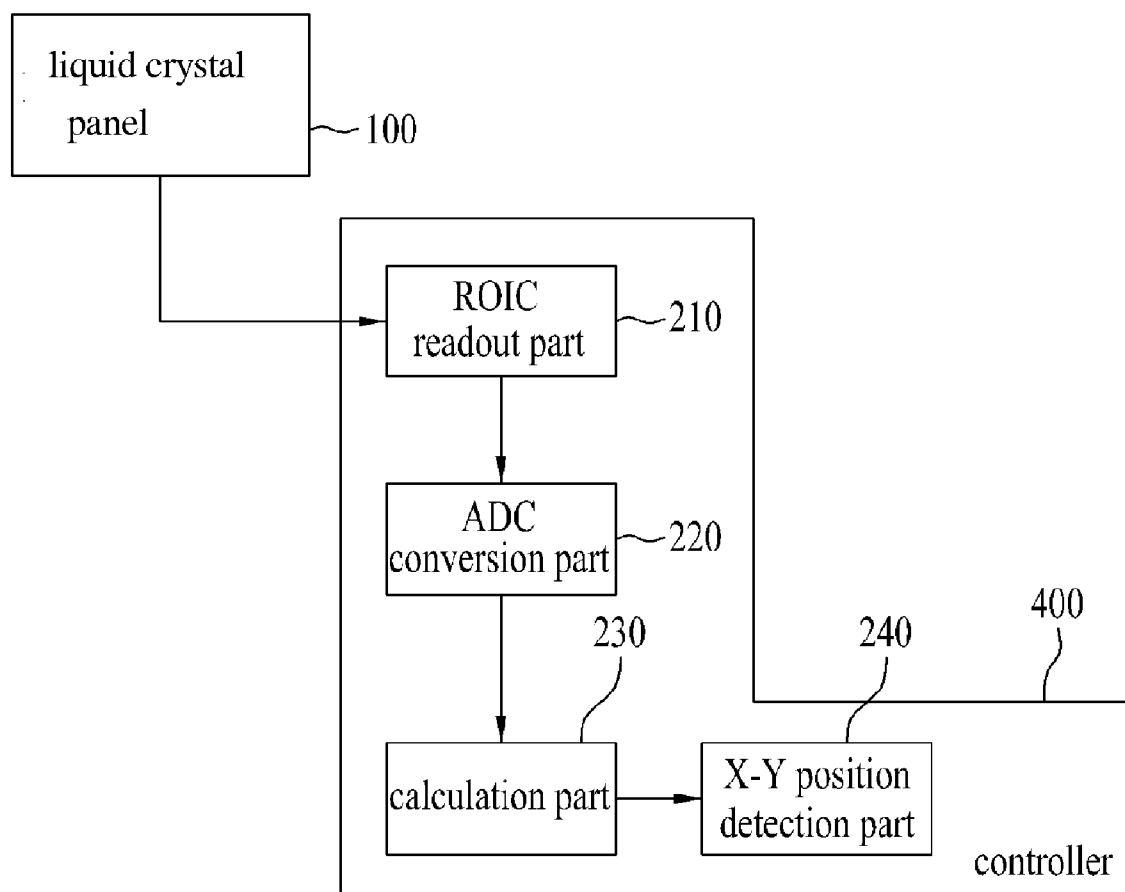 liquid crystal
panel
100
ROIC
readout part
210
ADC
conversion part
220
230
240
400
calculation part
X-Y position
detection part
controller